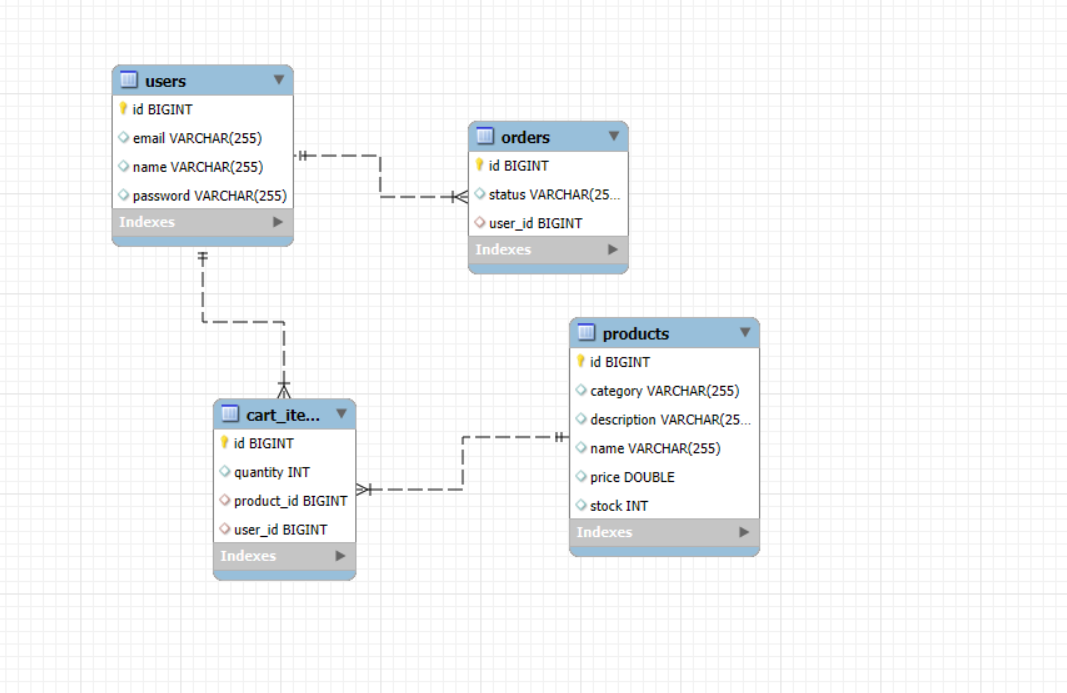 users
id BIGINT
email VARCHAR(255)
name VARCHAR(255)
password VARCHAR(255)
Indexes
orders
id BIGINT
status VARCHAR(25...
user_id BIGINT
Indexes
cart_ite...
id BIGINT
quantity INT
product_id BIGINT
user_id BIGINT
Indexes
products
id BIGINT
category VARCHAR(255)
description VARCHAR(25...
name VARCHAR(255)
price DOUBLE
stock INT
Indexes